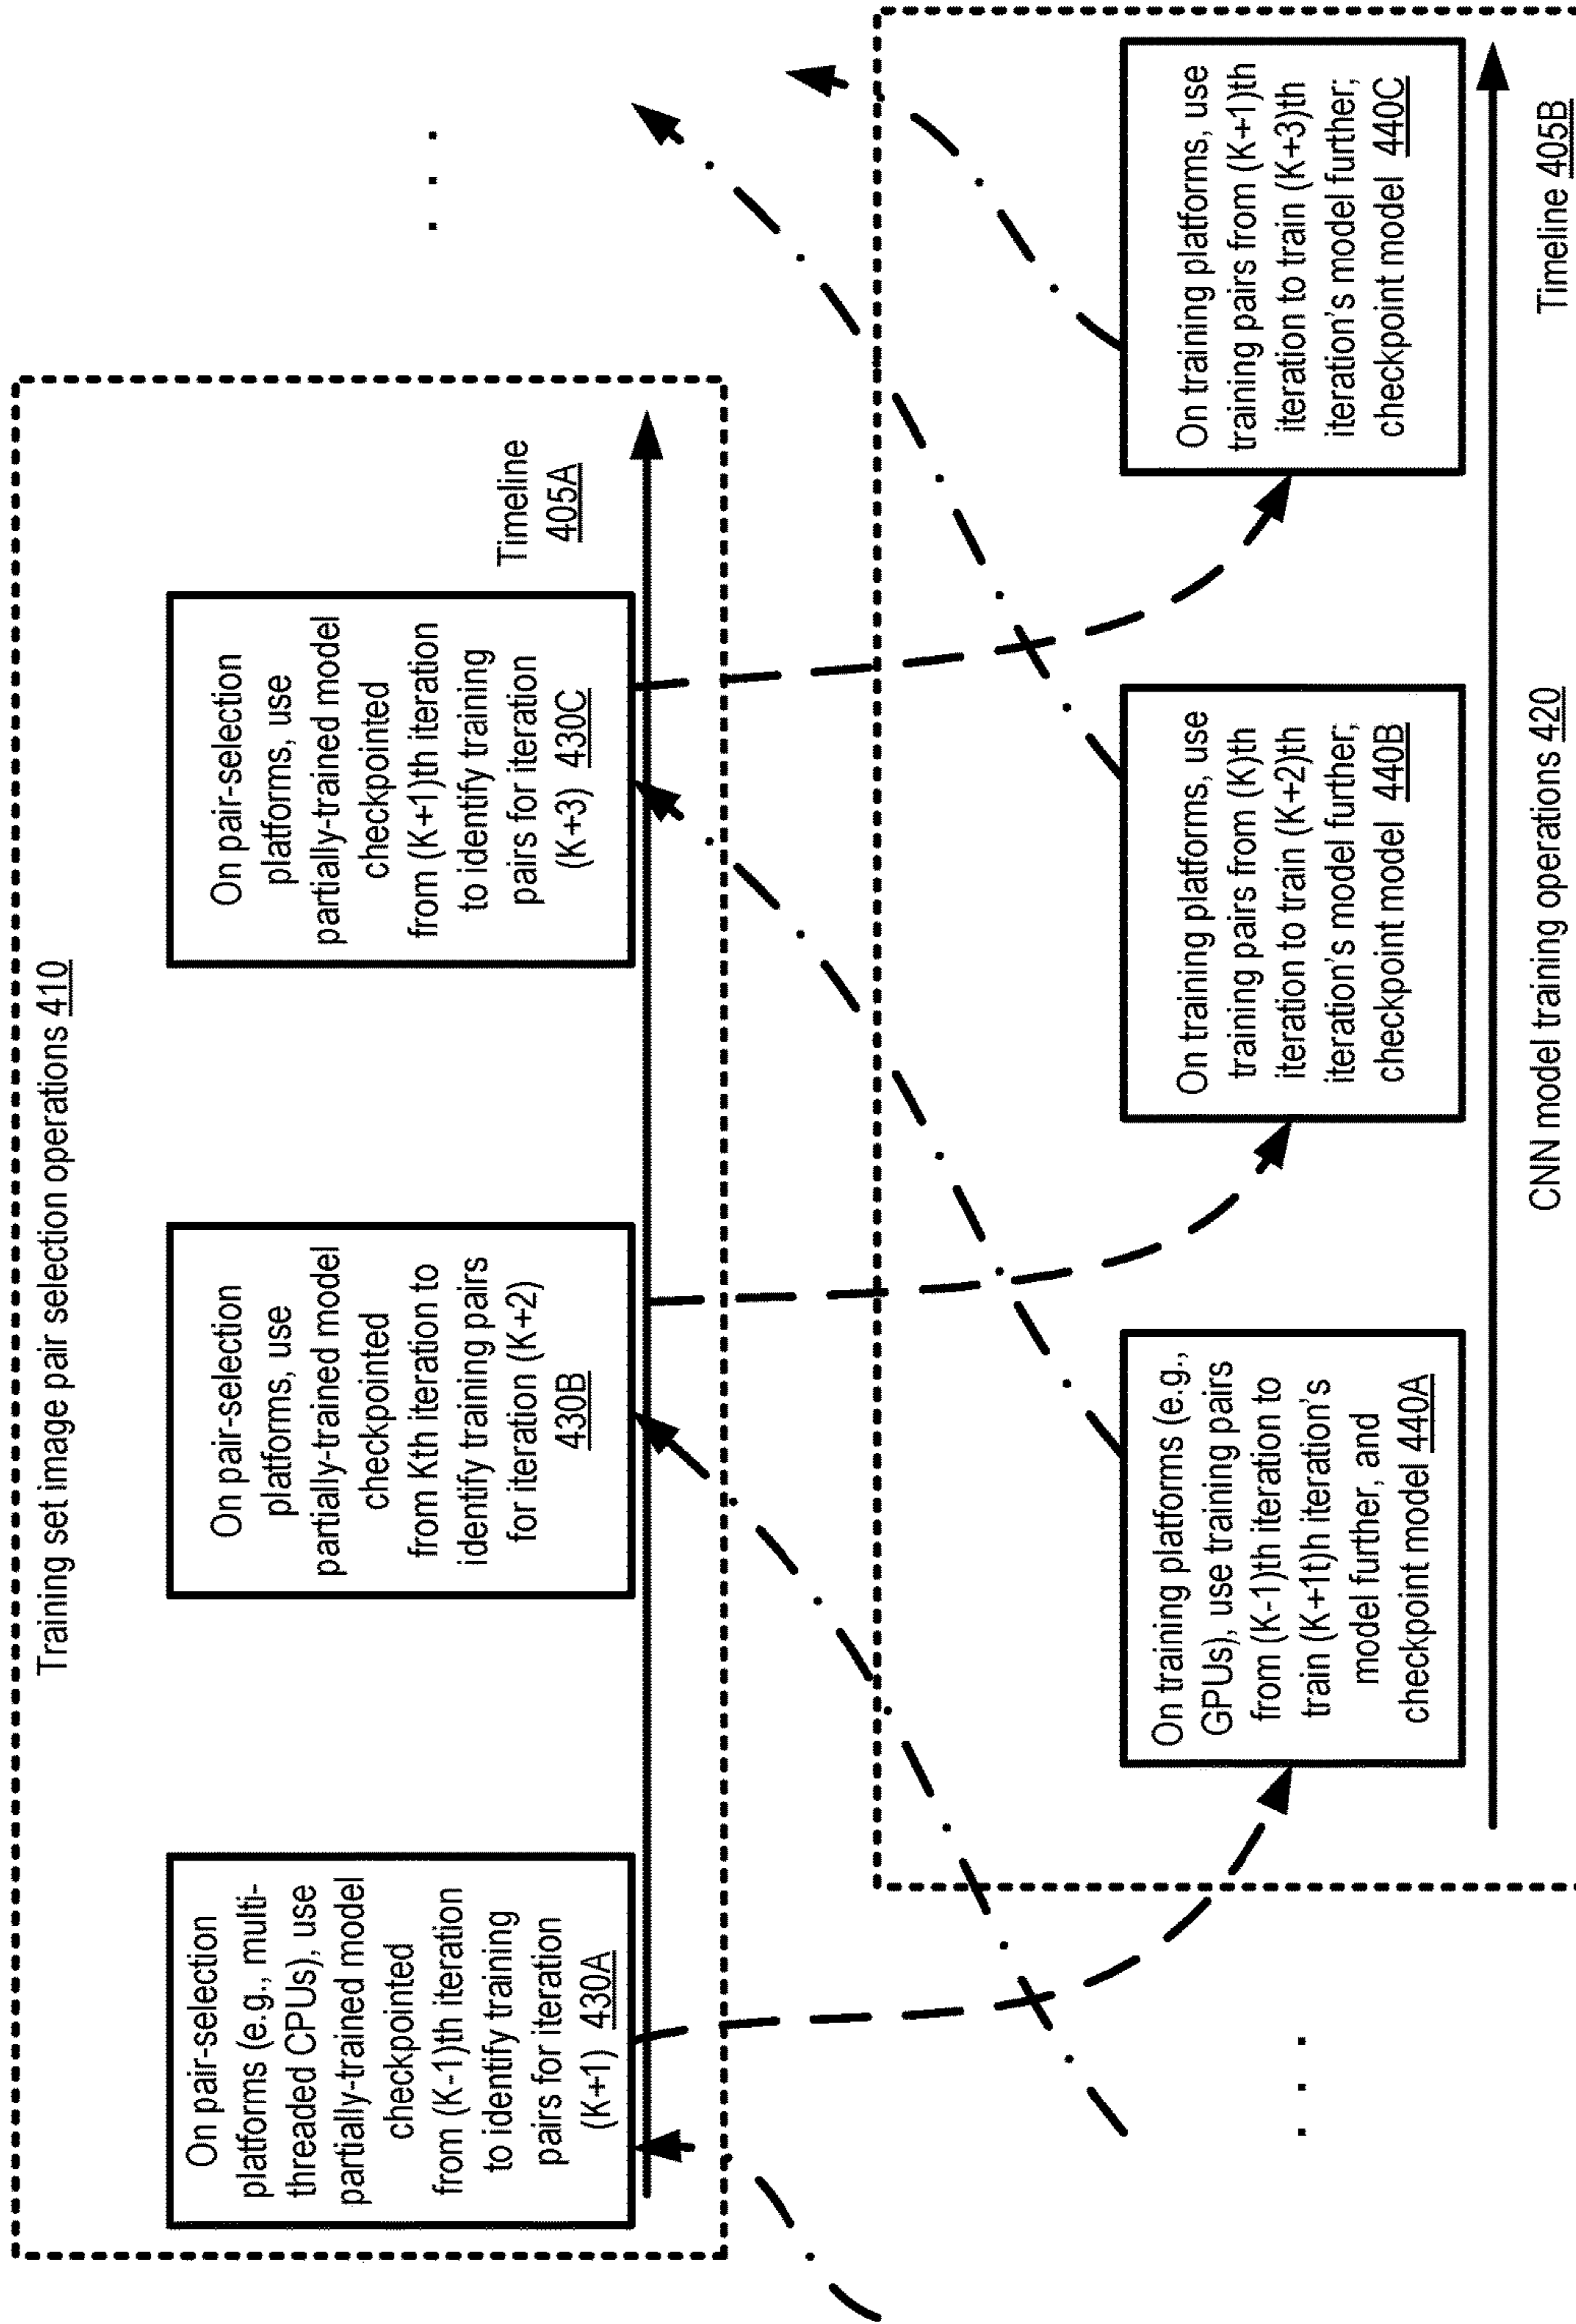 Training set image pair selection operations 410
On pair-selection
platforms (e.g., multi-
threaded CPUs), use
partially-trained model
checkpointed
from (K-1)th iteration
to identify training
pairs for iteration
(K+1) 430A
On pair-selection
platforms, use
partially-trained model
checkpointed
from Kth iteration to
identify training pairs
for iteration (K+2)
430B
On pair-selection
platforms, use
partially-trained model
checkpointed
from (K+1)th iteration
to identify training
pairs for iteration
(K+3) 430C
Timeline
405A
. . .
. . .
On training platforms (e.g.,
GPUs), use training pairs
from (K-1)th iteration to
train (K+1t)h iteration's
model further, and
checkpoint model 440A
On training platforms, use
training pairs from (K)th
iteration to train (K+2)th
iteration's model further;
checkpoint model 440B
On training platforms, use
training pairs from (K+1)th
iteration to train (K+3)th
iteration's model further;
checkpoint model 440C
CNN model training operations 420
Timeline 405B